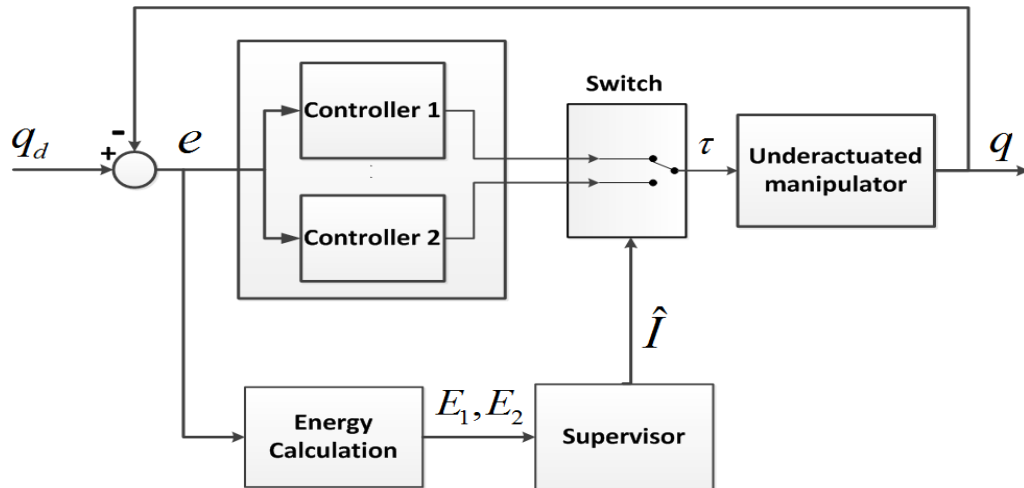 Switch
Controller 1
-
+
q_d
e
τ
Underactuated
manipulator
q
Controller 2
Î
E_1, E_2
Energy
Calculation
Supervisor